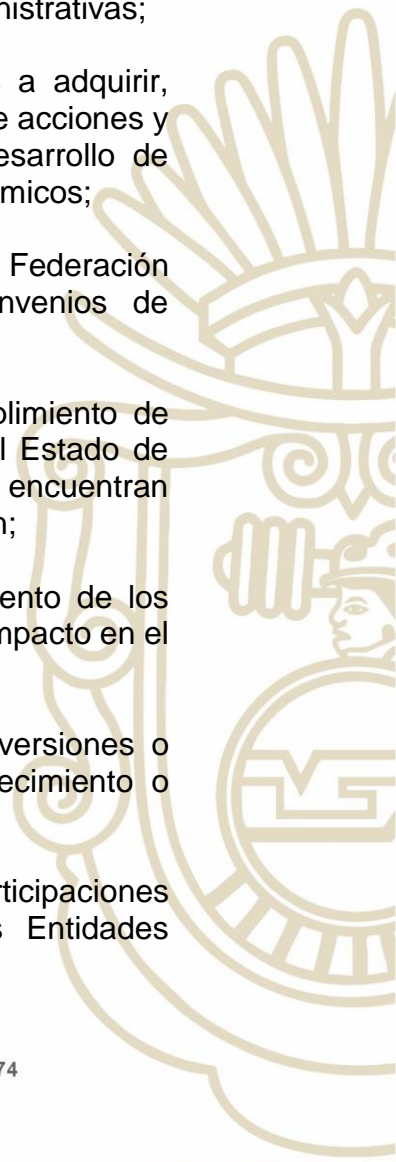 nistrativas;
a adquirir,
e acciones y
esarrollo de
micos;
Federación
nvenios de
olimiento de
l Estado de
encuentran
n;
ento de los
mpacto en el
versiones o
ecimiento o
rticipaciones
s Entidades
74